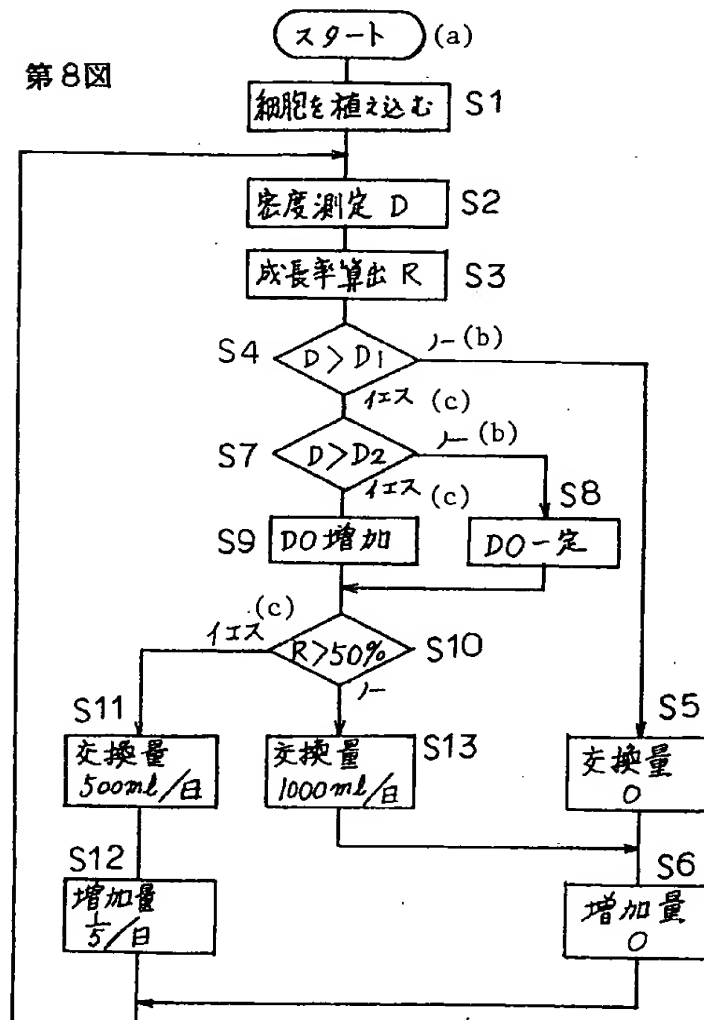 スタート (a)
第8図
細胞を植え込む S1
密度測定 D S2
成長率算出 R S3
S4 D>D1 ノー (b)
イエス (c)
S7 D>D2 ノー (b)
イエス (c)
S8
S9 DO増加 DO一定
(c)
イエス R>50% S10
ノー
S11 S13 S5
交換量 交換量 交換量
500ml/日 1000ml/日 0
S12 S6
増加量 増加量
1/5/日 0